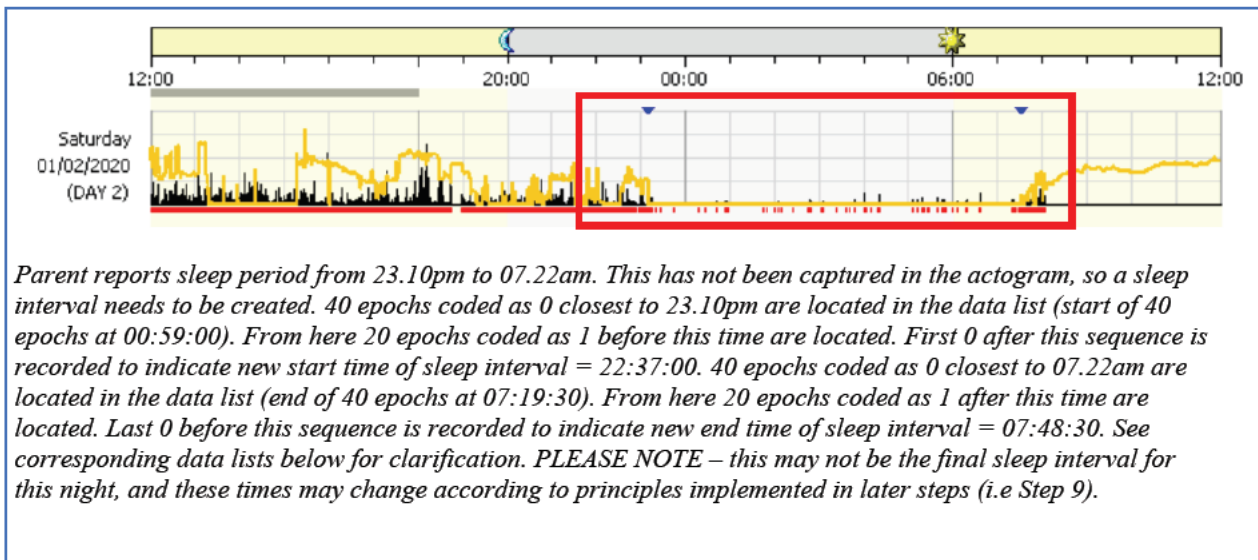 12:00 20:00 00:00 06:00 12:00
Saturday
01/02/2020
(DAY 2)
Parent reports sleep period from 23.10pm to 07.22am. This has not been captured in the actogram, so a sleep
interval needs to be created. 40 epochs coded as 0 closest to 23.10pm are located in the data list (start of 40
epochs at 00:59:00). From here 20 epochs coded as 1 before this time are located. First 0 after this sequence is
recorded to indicate new start time of sleep interval = 22:37:00. 40 epochs coded as 0 closest to 07.22am are
located in the data list (end of 40 epochs at 07:19:30). From here 20 epochs coded as 1 after this time are
located. Last 0 before this sequence is recorded to indicate new end time of sleep interval = 07:48:30. See
corresponding data lists below for clarification. PLEASE NOTE – this may not be the final sleep interval for
this night, and these times may change according to principles implemented in later steps (i.e Step 9).